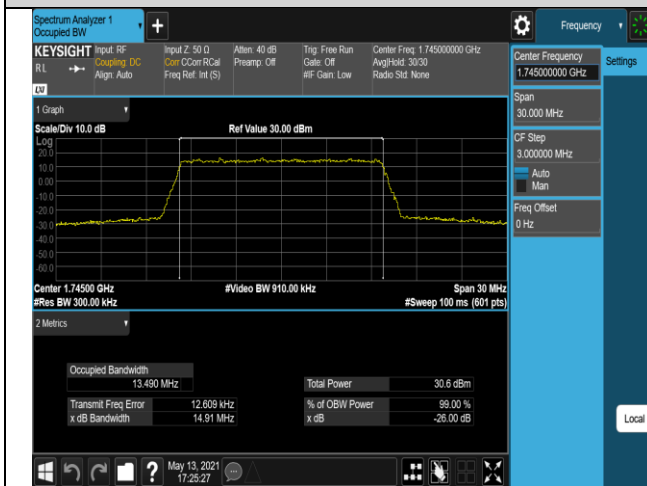 Spectrum Analyzer 1
Occupied BW
+
Frequency
KEYSIGHT
RL
LXI
Input: RF
Coupling: DC
Align: Auto
Input Z: 50 Ω
Corr CCorr RCal
Freq Ref: Int (S)
Atten: 40 dB
Preamp: Off
Trig: Free Run
Gate: Off
#IF Gain: Low
Center Freq: 1.745000000 GHz
Avg|Hold: 30/30
Radio Std: None
Center Frequency
1.745000000 GHz
Settings
Span
30.000 MHz
CF Step
3.000000 MHz
Auto
Man
Freq Offset
0 Hz
Local
1 Graph
Scale/Div 10.0 dB
Ref Value 30.00 dBm
Log
20.0
10.0
0.00
-10.0
-20.0
-30.0
-40.0
-50.0
-60.0
Center 1.74500 GHz
#Video BW 910.00 kHz
Span 30 MHz
#Res BW 300.00 kHz
#Sweep 100 ms (601 pts)
2 Metrics
Occupied Bandwidth
13.490 MHz
Total Power 30.6 dBm
Transmit Freq Error 12.609 kHz
% of OBW Power 99.00 %
x dB Bandwidth 14.91 MHz
x dB -26.00 dB
?
May 13, 2021
17:25:27